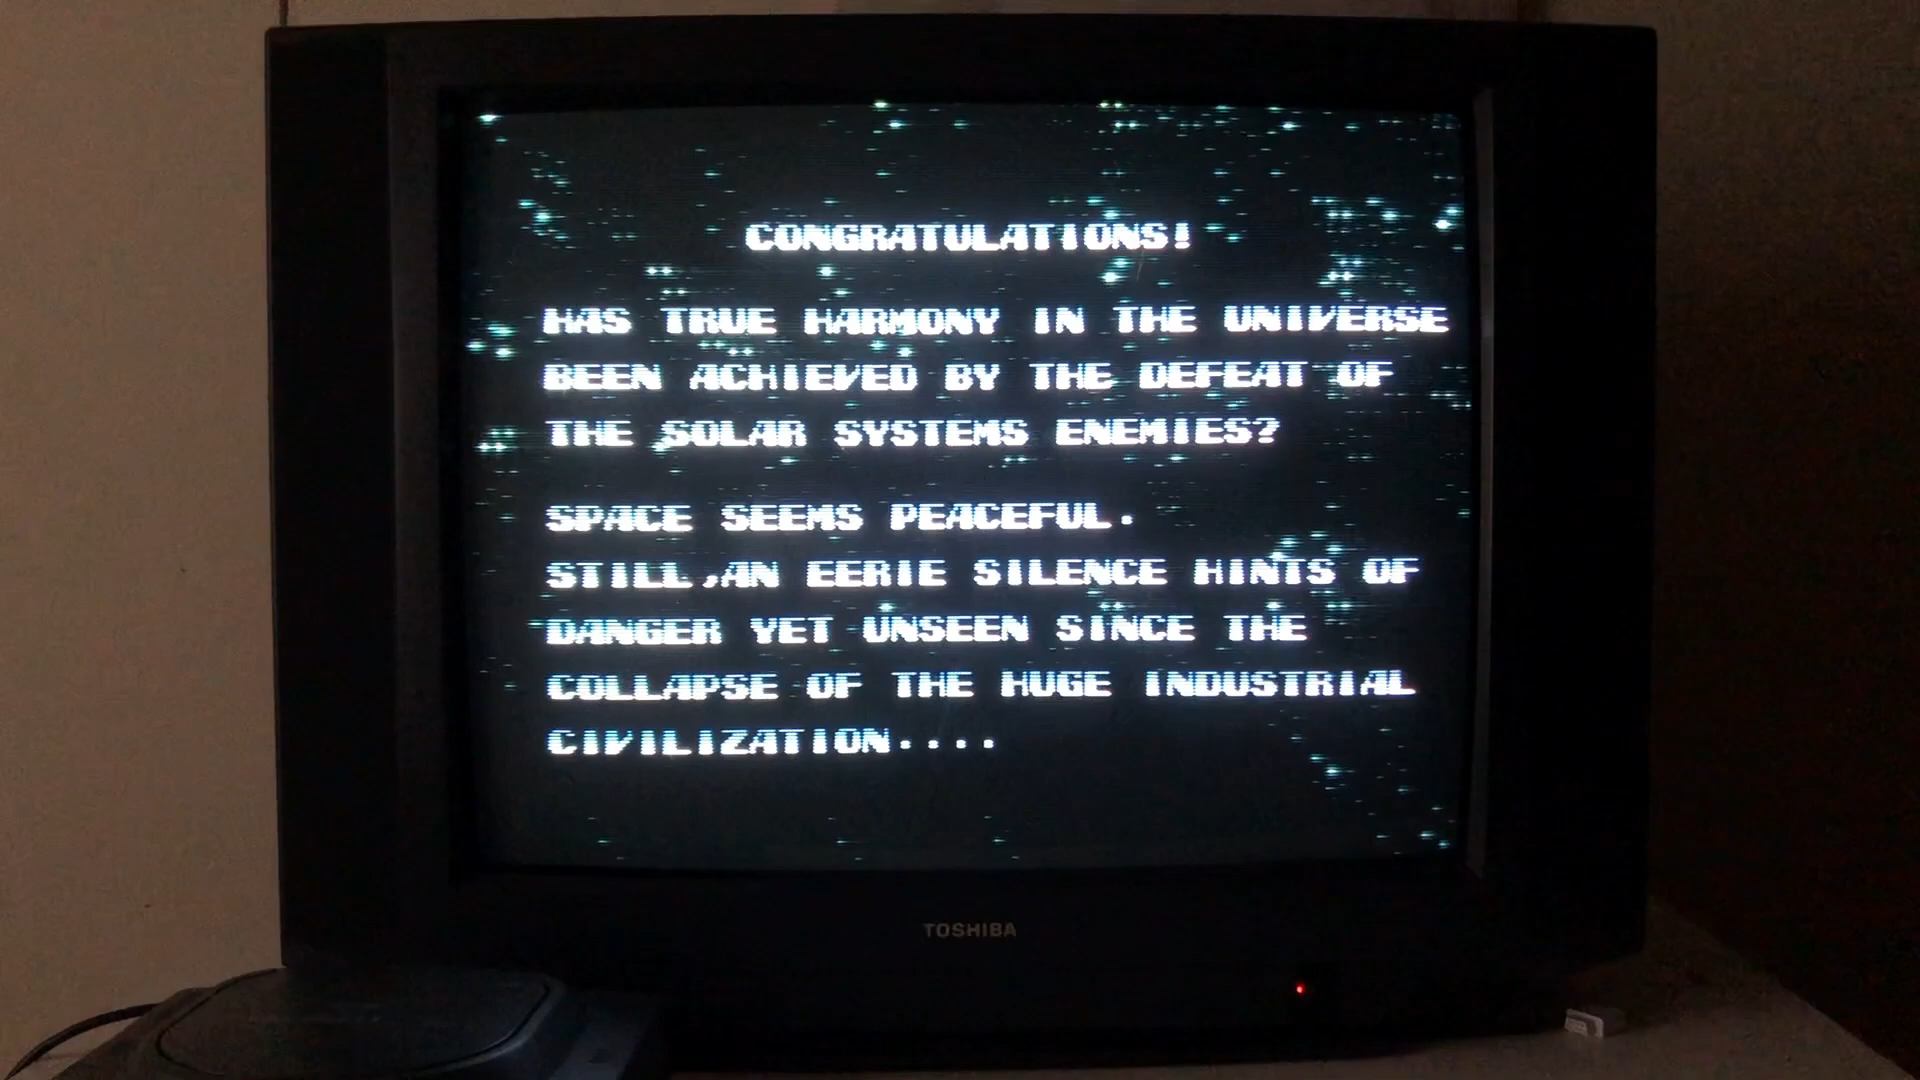 CONGRATULATIONS!
HAS TRUE HARMONY IN THE UNIVERSE
BEEN ACHIEVED BY THE DEFEAT OF
THE SOLAR SYSTEMS ENEMIES?
SPACE SEEMS PEACEFUL.
STILL,AN EERIE SILENCE HINTS OF
DANGER YET UNSEEN SINCE THE
COLLAPSE OF THE HUGE INDUSTRIAL
CIVILIZATION....
TOSHIBA